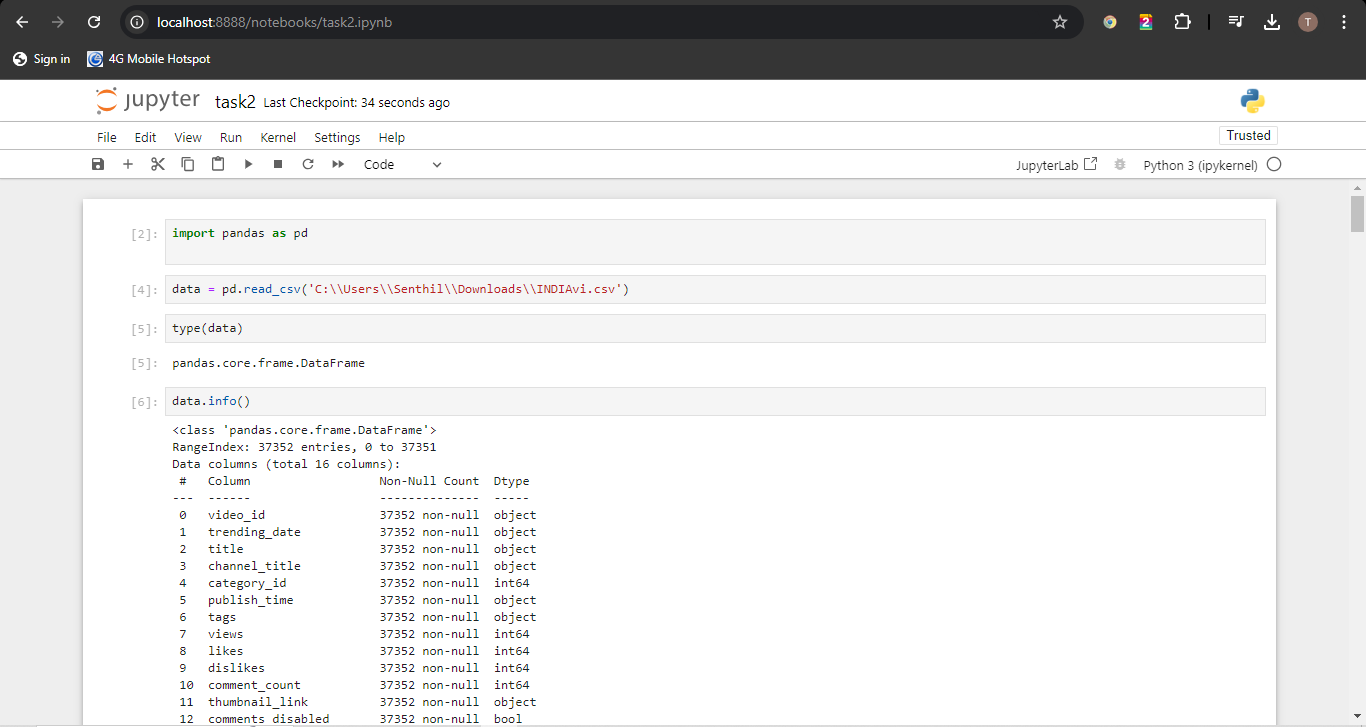 localhost:8888/notebooks/task2.ipynb
2
T
Sign in
4G Mobile Hotspot
jupyter task2 Last Checkpoint: 34 seconds ago
File Edit View Run Kernel Settings Help
Trusted
Code
JupyterLab
Python 3 (ipykernel)
[2]: import pandas as pd
[4]: data = pd.read_csv('C:\\Users\\Senthil\\Downloads\\INDIAvi.csv')
[5]: type(data)
[5]: pandas.core.frame.DataFrame
[6]: data.info()
<class 'pandas.core.frame.DataFrame'>
RangeIndex: 37352 entries, 0 to 37351
Data columns (total 16 columns):
 #   Column                  Non-Null Count  Dtype
---  ------                  --------------  -----
 0   video_id                37352 non-null  object
 1   trending_date           37352 non-null  object
 2   title                   37352 non-null  object
 3   channel_title           37352 non-null  object
 4   category_id             37352 non-null  int64
 5   publish_time            37352 non-null  object
 6   tags                    37352 non-null  object
 7   views                   37352 non-null  int64
 8   likes                   37352 non-null  int64
 9   dislikes                37352 non-null  int64
 10  comment_count           37352 non-null  int64
 11  thumbnail_link          37352 non-null  object
 12  comments_disabled       37352 non-null  bool